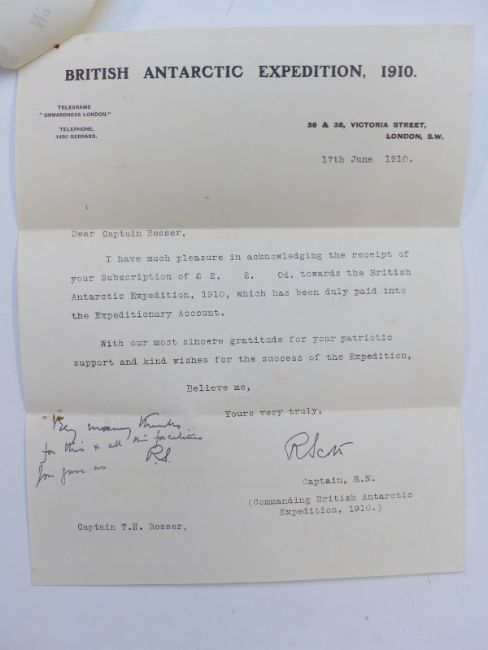 No
BRITISH ANTARCTIC EXPEDITION, 1910.
TELEGRAMS
"ONWARDNESS LONDON."
TELEPHONE,
1480 GERRARD.
36 & 38, VICTORIA STREET,
LONDON, S.W.
17th June 1910.
Dear Captain Rosser,
I have much pleasure in acknowledging the receipt of
your Subscription of £ 2. 2. 0d. towards the British
Antarctic Expedition, 1910, which has been duly paid into
the Expeditionary Account.
With our most sincere gratitude for your patriotic
support and kind wishes for the success of the Expedition,
Believe me,
Yours very truly,
many thanks
for this & all the facilities
you gave us
R.S.
RScott
Captain, R.N.
(Commanding British Antarctic
Expedition, 1910.)
Captain T.E. Rosser,